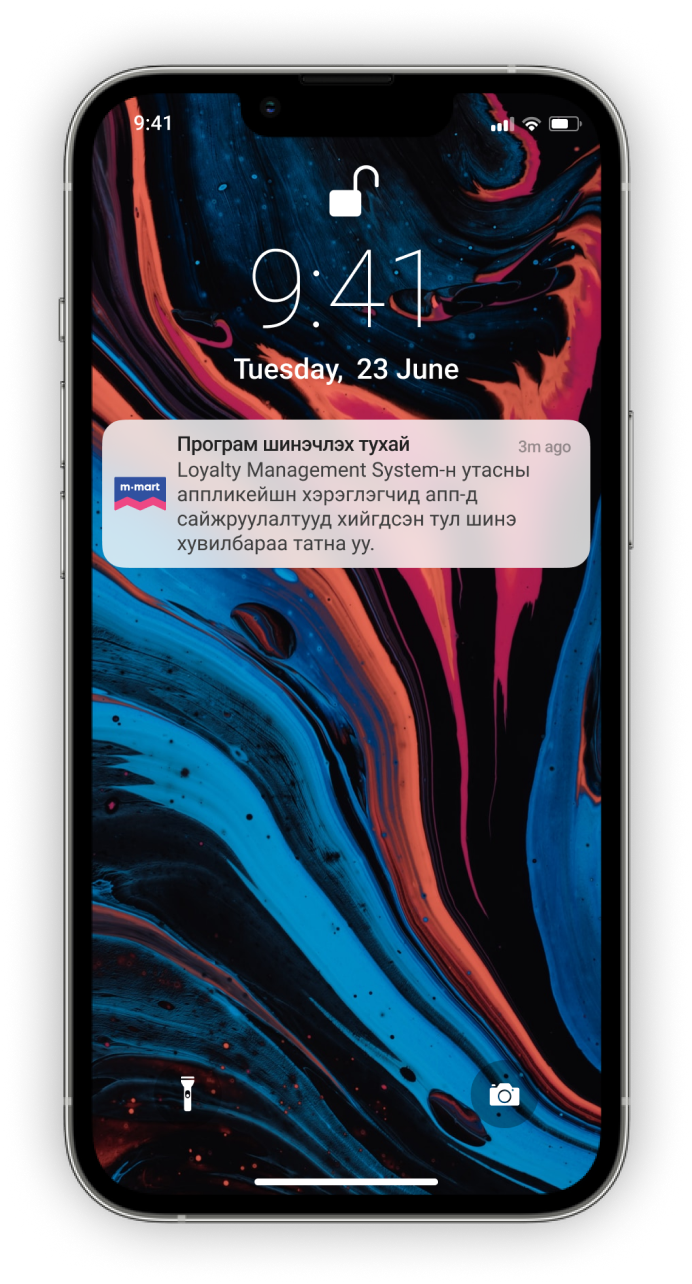 9:41
9:41
Tuesday, 23 June
Програм шинэчлэх тухай
3m ago
m·mart
Loyalty Management System-н утасны
аппликейшн хэрэглэгчид апп-д
сайжруулалтууд хийгдсэн тул шинэ
хувилбараа татна уу.